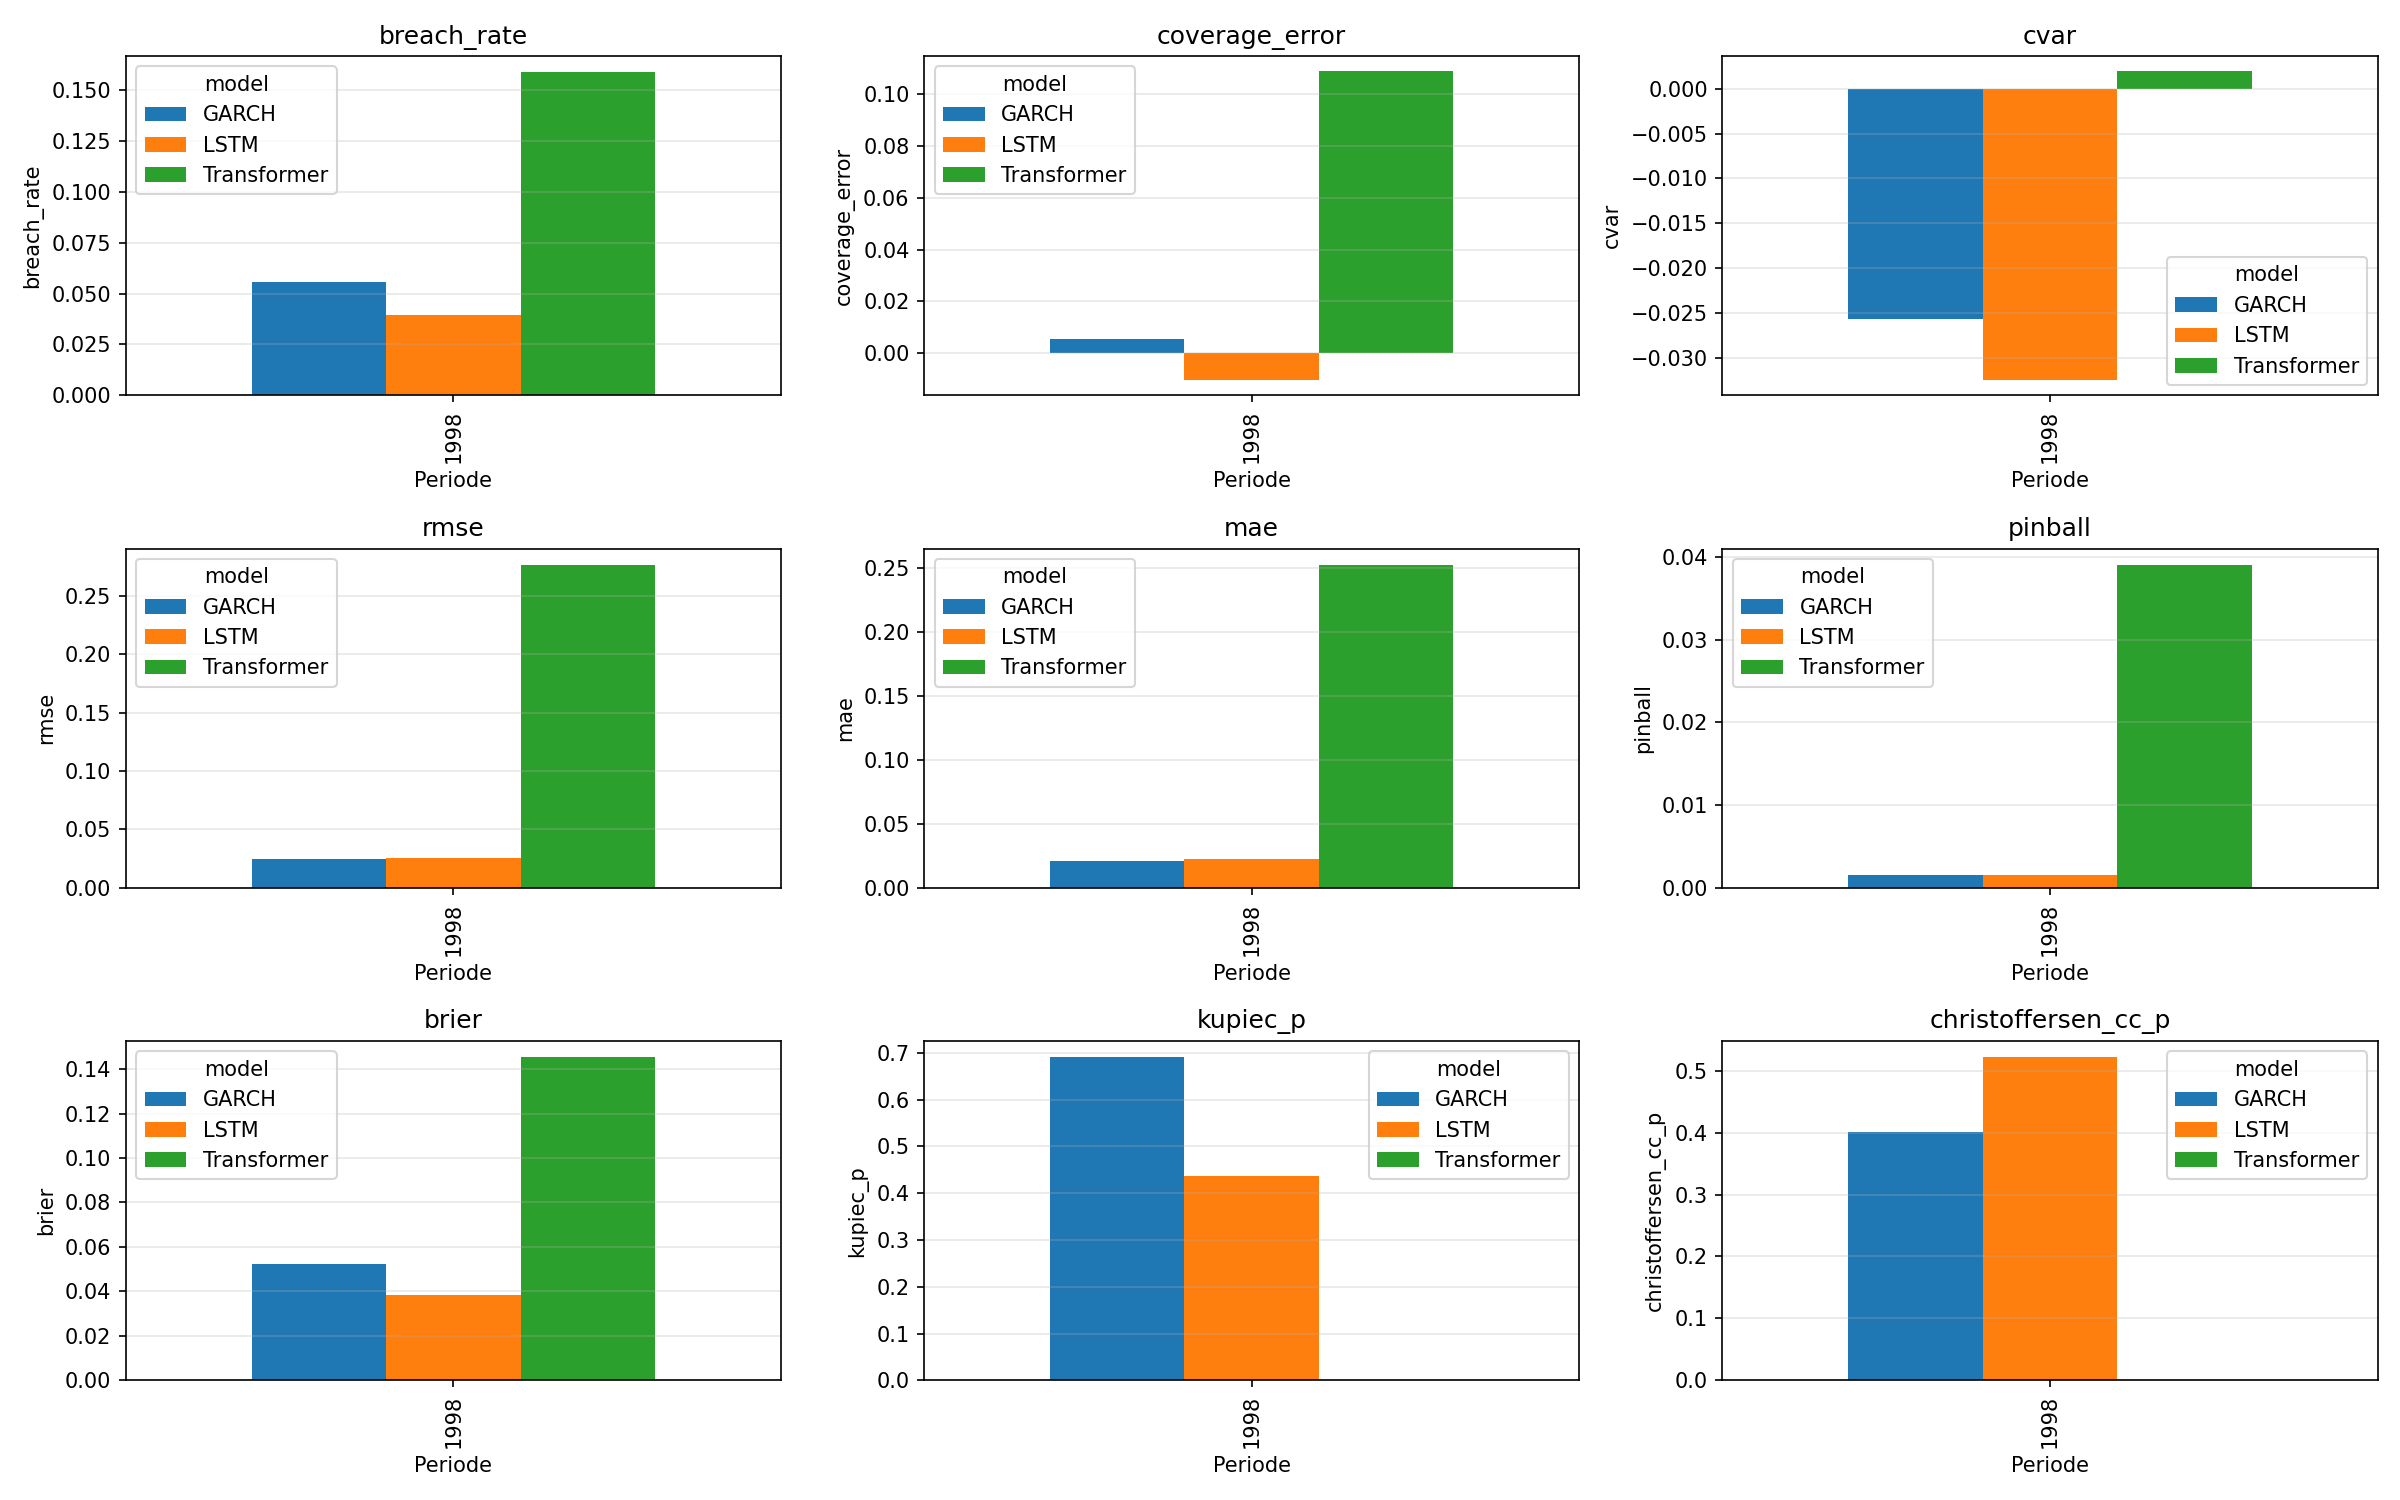 breach_rate
breach_rate
0.150
0.125
0.100
0.075
0.050
0.025
0.000
model
GARCH
LSTM
Transformer
1998
Periode
coverage_error
coverage_error
0.10
0.08
0.06
0.04
0.02
0.00
model
GARCH
LSTM
Transformer
1998
Periode
cvar
cvar
0.000
−0.005
−0.010
−0.015
−0.020
−0.025
−0.030
model
GARCH
LSTM
Transformer
1998
Periode
rmse
rmse
0.25
0.20
0.15
0.10
0.05
0.00
model
GARCH
LSTM
Transformer
1998
Periode
mae
mae
0.25
0.20
0.15
0.10
0.05
0.00
model
GARCH
LSTM
Transformer
1998
Periode
pinball
pinball
0.04
0.03
0.02
0.01
0.00
model
GARCH
LSTM
Transformer
1998
Periode
brier
brier
0.14
0.12
0.10
0.08
0.06
0.04
0.02
0.00
model
GARCH
LSTM
Transformer
1998
Periode
kupiec_p
kupiec_p
0.7
0.6
0.5
0.4
0.3
0.2
0.1
0.0
model
GARCH
LSTM
Transformer
1998
Periode
christoffersen_cc_p
christoffersen_cc_p
0.5
0.4
0.3
0.2
0.1
0.0
model
GARCH
LSTM
Transformer
1998
Periode